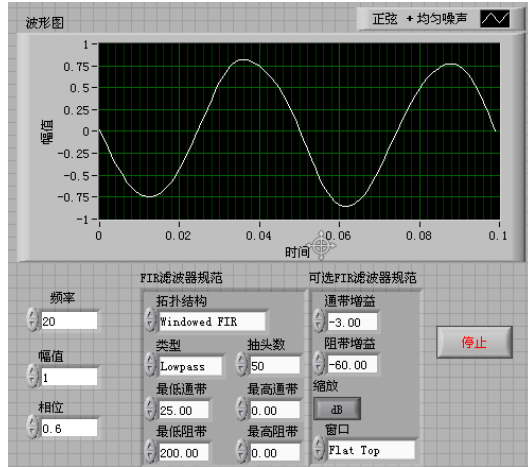 波形图
正弦 +均匀噪声
幅值
1
0.75
0.5
0.25
0
-0.25
-0.5
-0.75
-1
0 0.02 0.04 0.06 0.08 0.1
时间
FIR滤波器规范
可选FIR滤波器规范
频率
20
幅值
1
相位
0.6
拓扑结构
Windowed FIR
类型 抽头数
Lowpass 50
最低通带 最高通带
25.00 0.00
最低阻带 最高阻带
200.00 0.00
通带增益
-3.00
阻带增益
-60.00
缩放
dB
窗口
Flat Top
停止